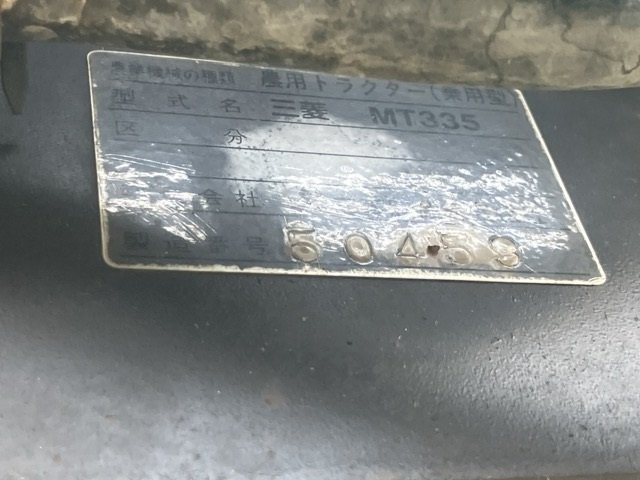 農業機械の種類 農用トラクター(乗用型)
型式名 三菱 MT335
区分
会社
製造番号 50453